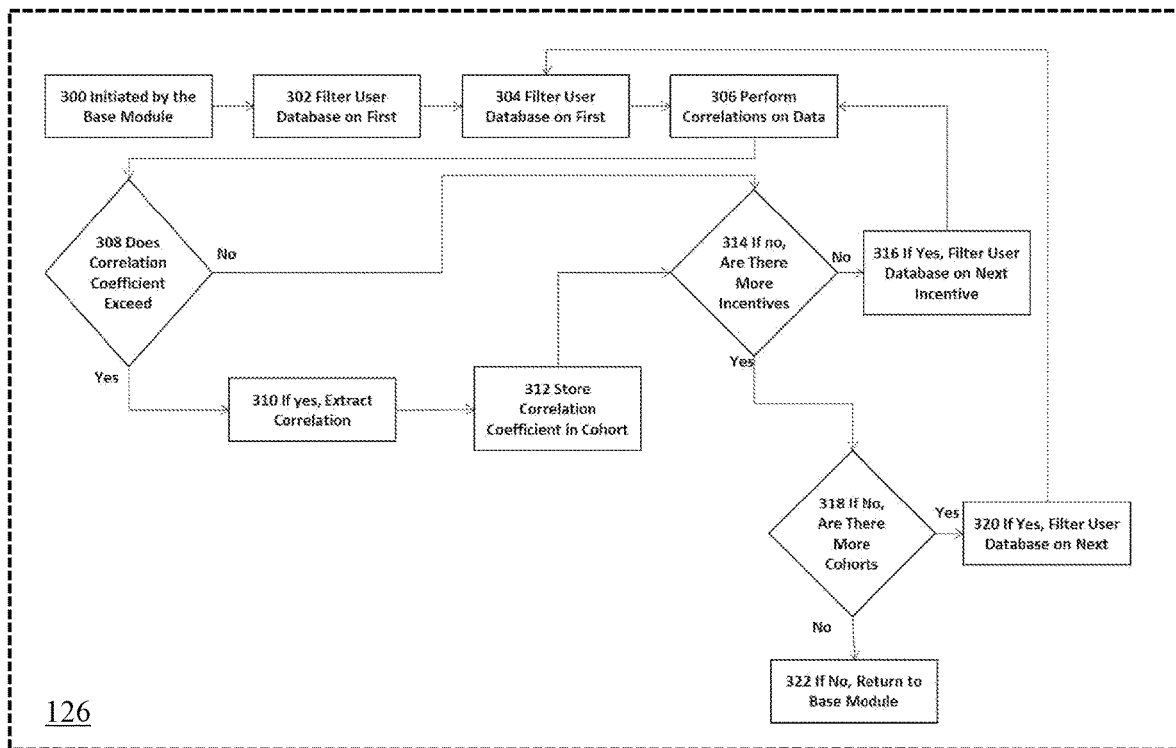 300 Initiated by the
Base Module
302 Filter User
Database on First
304 Filter User
Database on First
306 Perform
Correlations on Data
308 Does
Correlation
Coefficient
Exceed
No
Yes
310 If yes, Extract
Correlation
312 Store
Correlation
Coefficient in Cohort
314 If no,
Are There
More
Incentives
No
Yes
316 If Yes, Filter User
Database on Next
Incentive
318 If No,
Are There
More
Cohorts
Yes
No
320 If Yes, Filter User
Database on Next
322 If No, Return to
Base Module
126